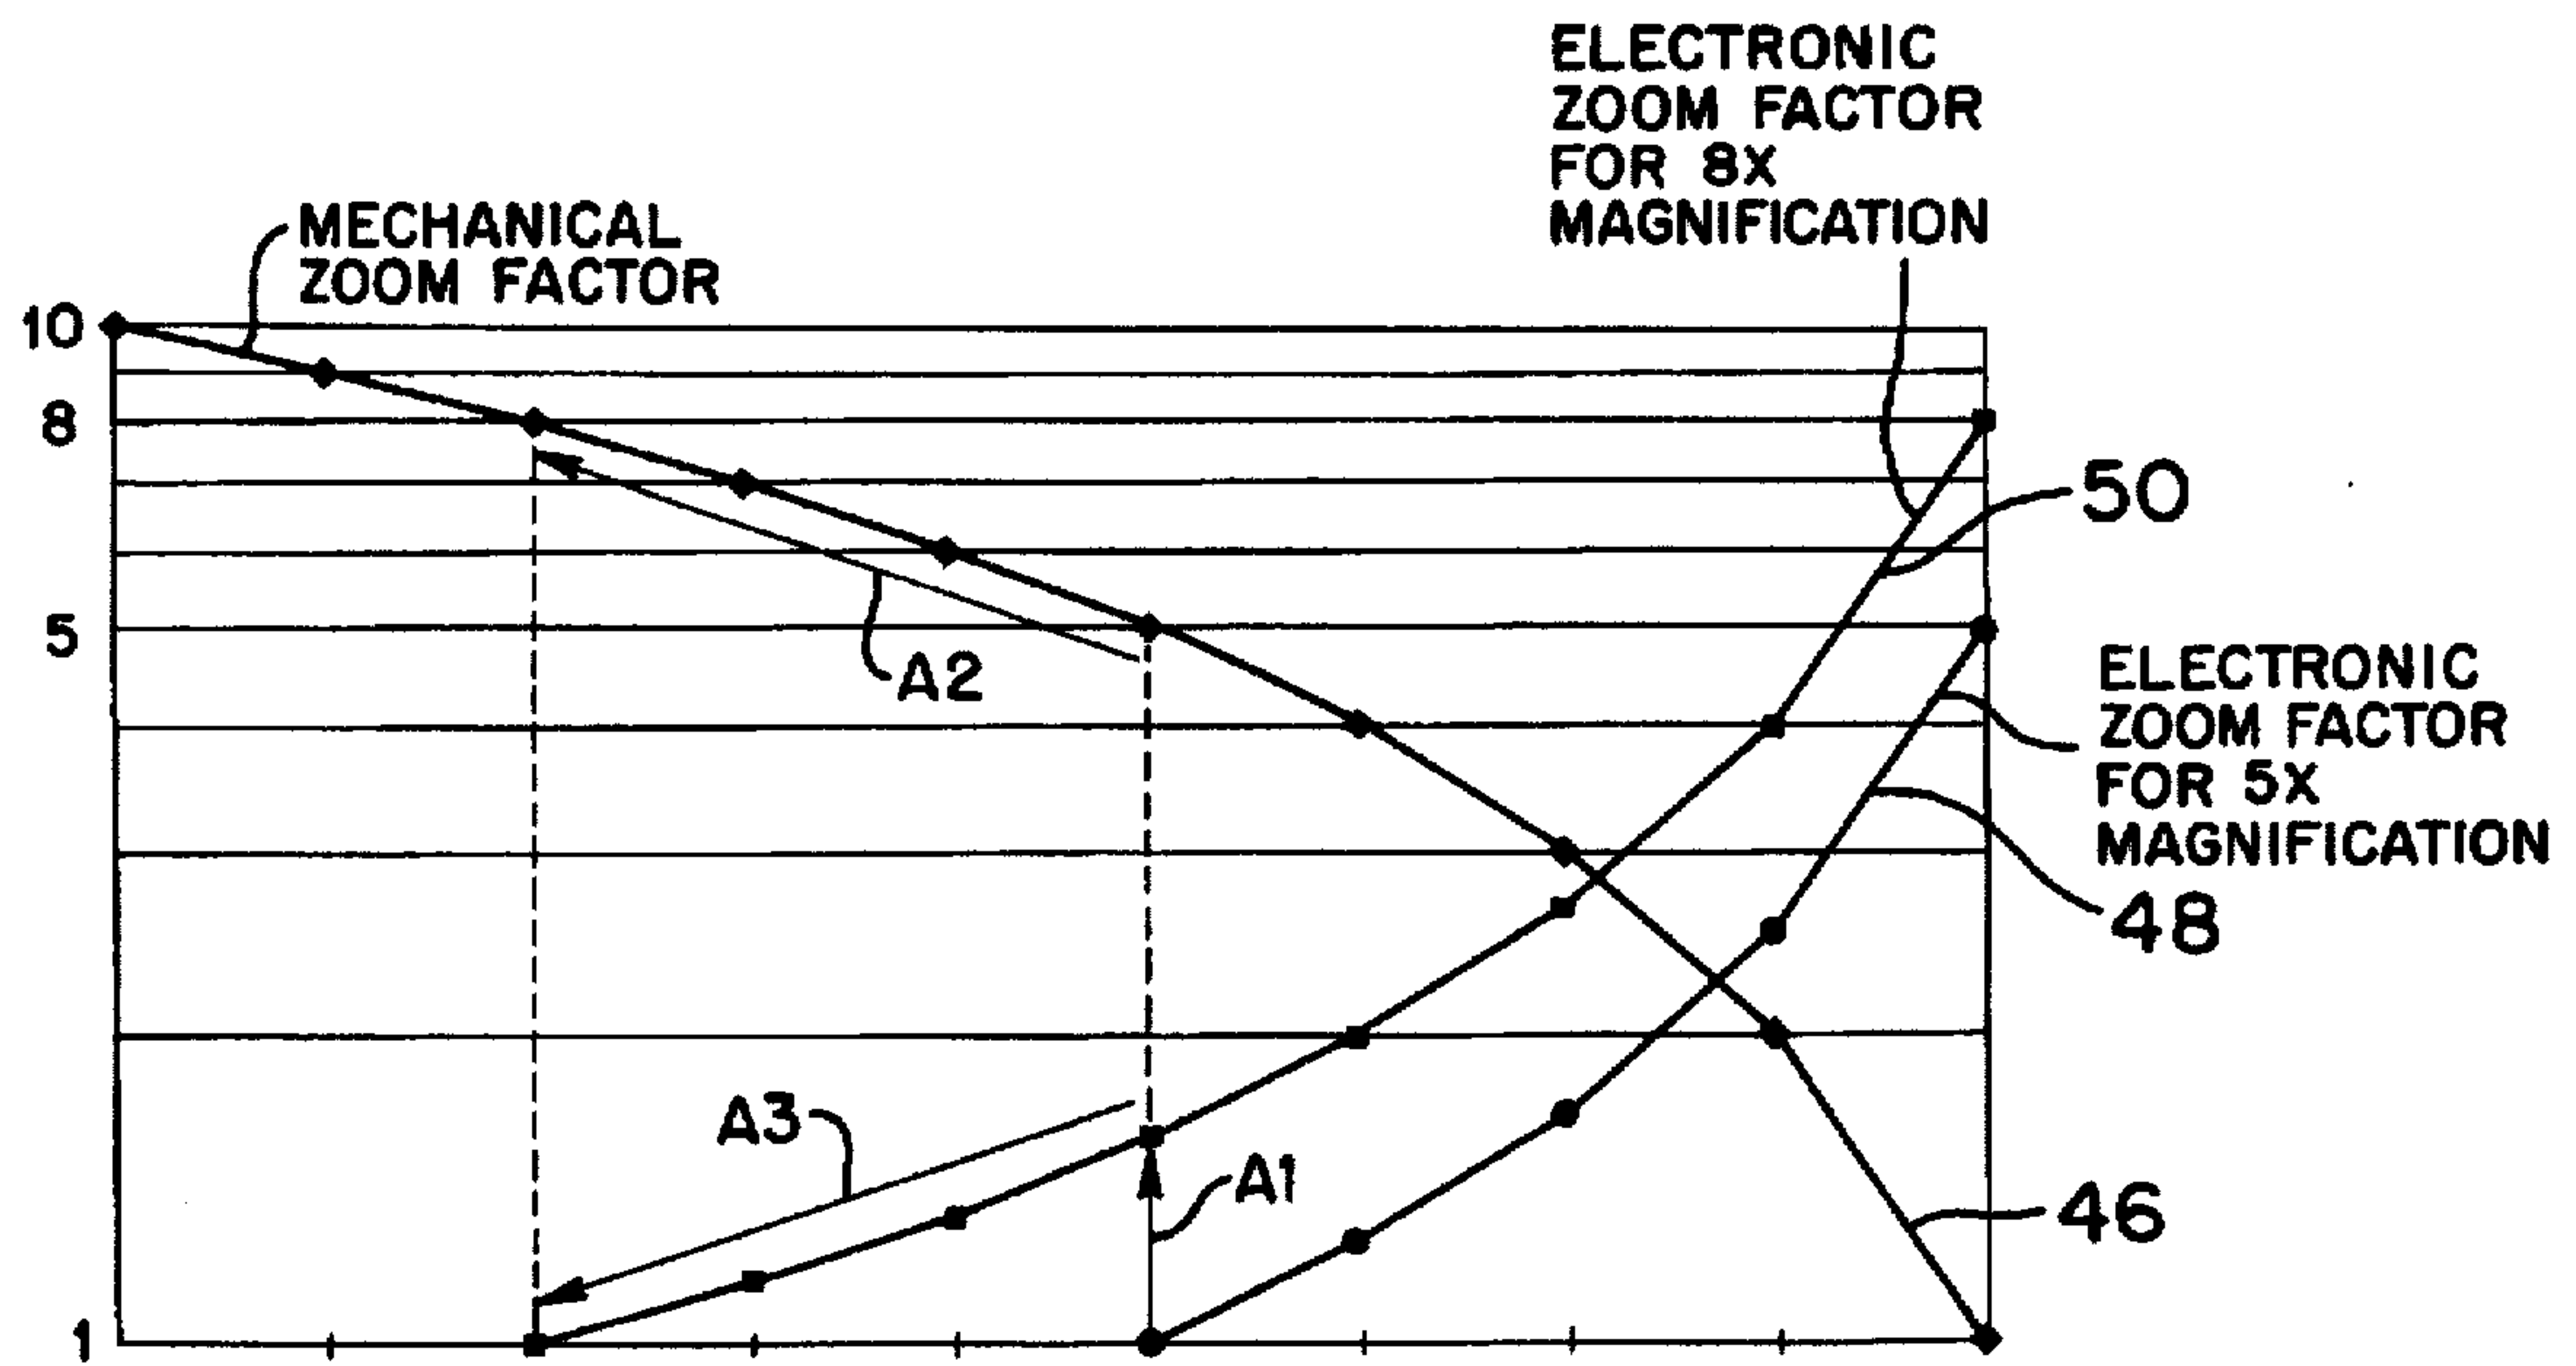 ELECTRONIC
ZOOM FACTOR
FOR 8X
MAGNIFICATION
MECHANICAL
ZOOM FACTOR
10
8
50
5
A2
ELECTRONIC
ZOOM FACTOR
FOR 5X
MAGNIFICATION
48
A3
A1
46
1